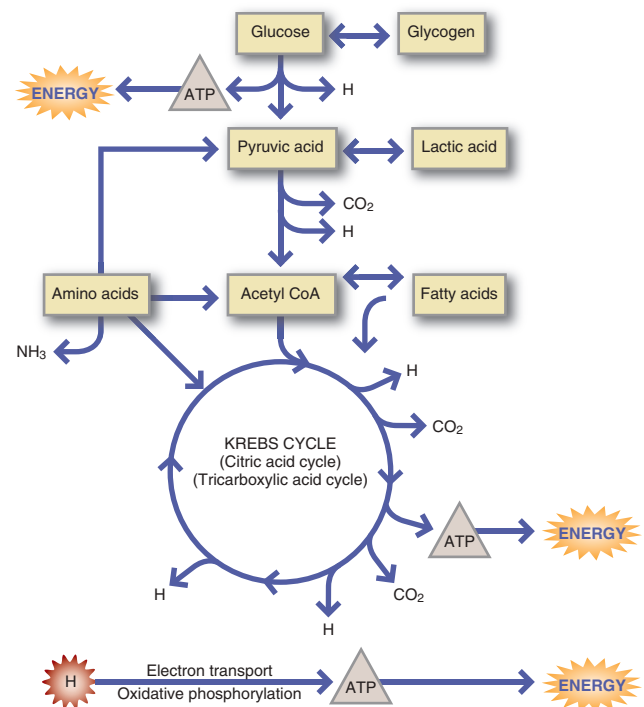 Glucose
Glycogen
ENERGY
ATP
H
Pyruvic acid
Lactic acid
CO2
H
Amino acids
Acetyl CoA
Fatty acids
NH3
H
CO2
KREBS CYCLE
(Citric acid cycle)
(Tricarboxylic acid cycle)
ATP
ENERGY
CO2
H
H
H
Electron transport
Oxidative phosphorylation
ATP
ENERGY